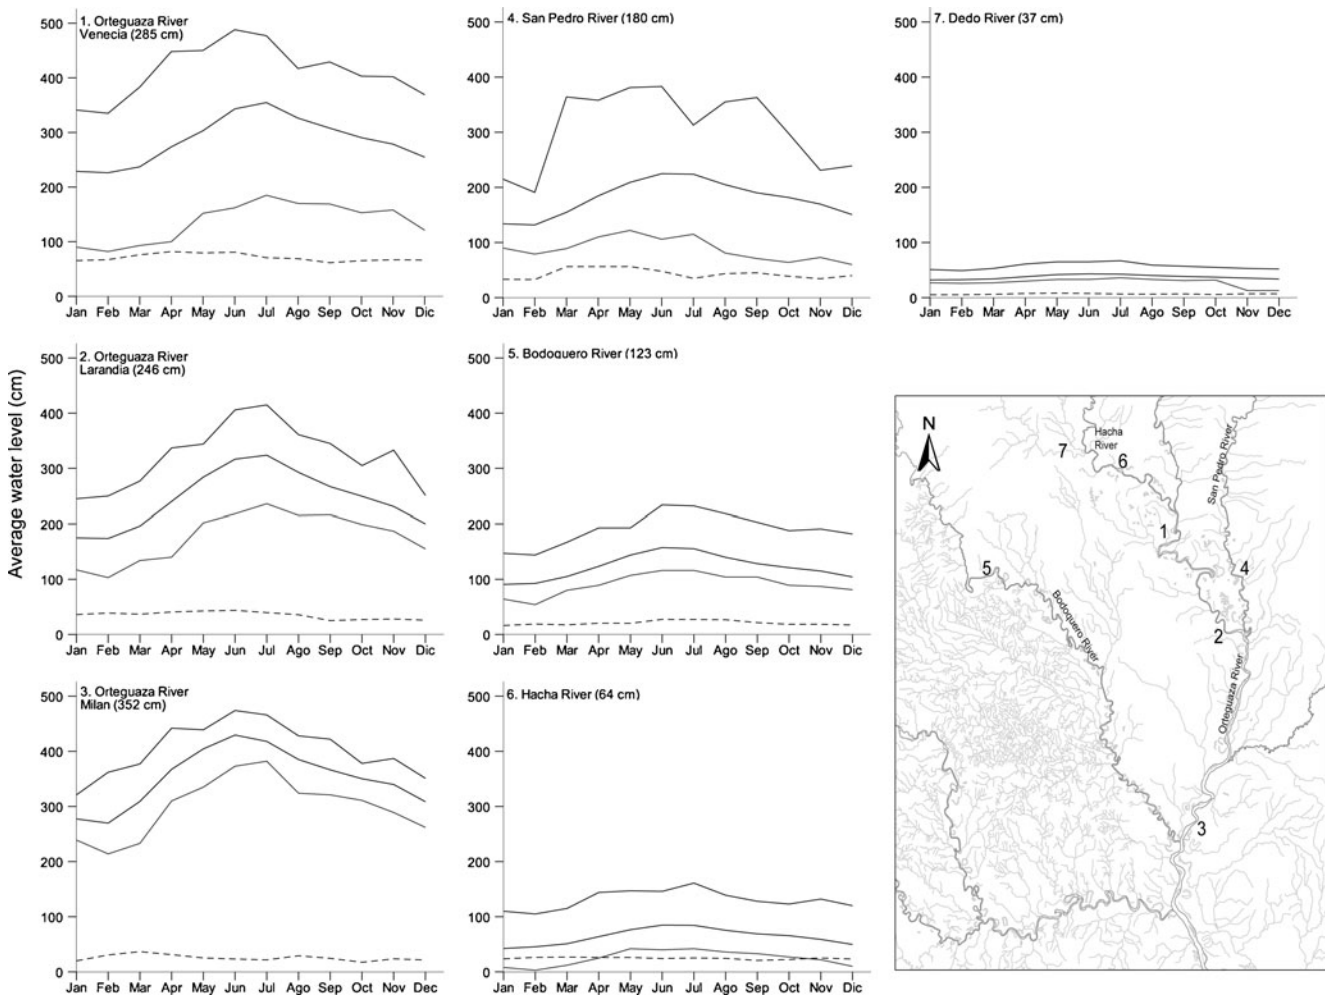 Average water level (cm)
1. Orteguaza River
Venecia (285 cm)
500
400
300
200
100
0
Jan Feb Mar Apr May Jun Jul Ago Sep Oct Nov Dic
4. San Pedro River (180 cm)
500
400
300
200
100
0
Jan Feb Mar Apr May Jun Jul Ago Sep Oct Nov Dic
7. Dedo River (37 cm)
500
400
300
200
100
0
Jan Feb Mar Apr May Jun Jul Ago Sep Oct Nov Dec
2. Orteguaza River
Larandia (246 cm)
500
400
300
200
100
0
Jan Feb Mar Apr May Jun Jul Ago Sep Oct Nov Dic
5. Bodoquero River (123 cm)
500
400
300
200
100
0
Jan Feb Mar Apr May Jun Jul Ago Sep Oct Nov Dic
3. Orteguaza River
Milan (352 cm)
500
400
300
200
100
0
Jan Feb Mar Apr May Jun Jul Ago Sep Oct Nov Dic
6. Hacha River (64 cm)
500
400
300
200
100
0
Jan Feb Mar Apr May Jun Jul Ago Sep Oct Nov Dic
N
Hacha
River
7
6
San Pedro River
1
5
4
Bodoquero River
2
Orteguaza River
3